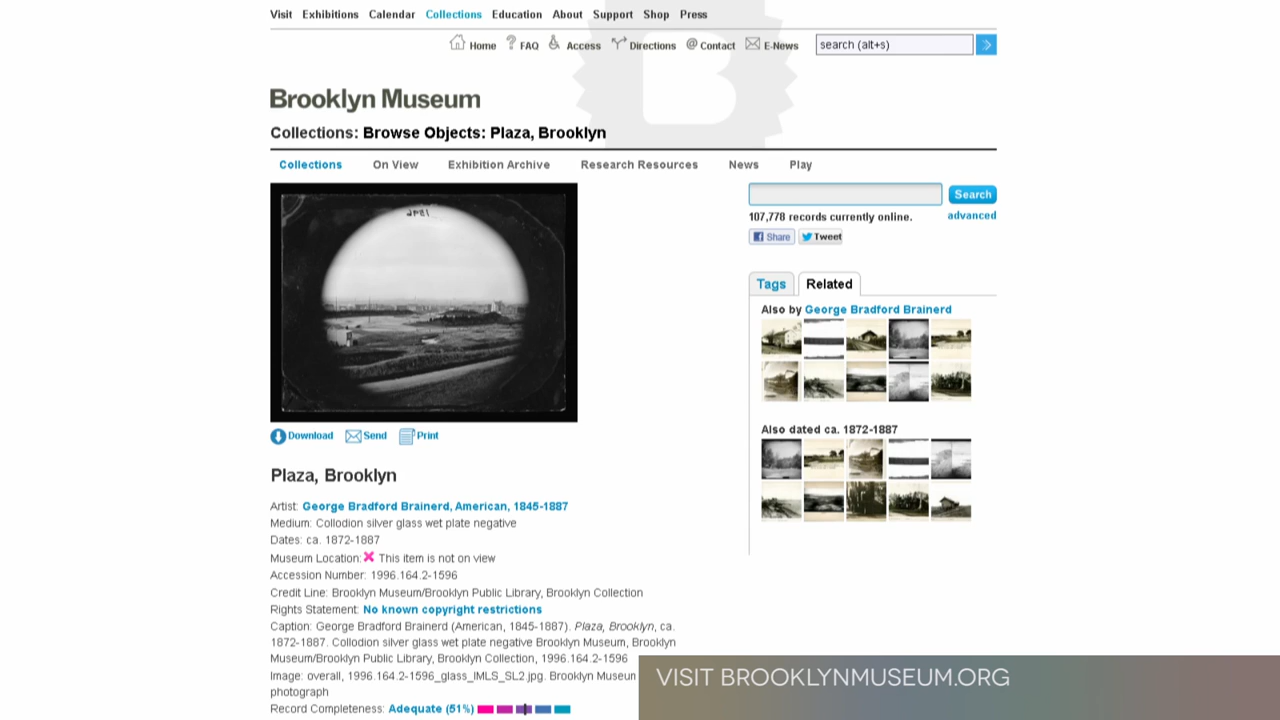 Visit Exhibitions Calendar Collections Education About Support Shop Press
Home FAQ Access Directions Contact E-News search (alt+s)
Brooklyn Museum
Collections: Browse Objects: Plaza, Brooklyn
Collections On View Exhibition Archive Research Resources News Play
Search
107,778 records currently online. advanced
Share Tweet
Tags Related
Also by George Bradford Brainerd
Also dated ca. 1872-1887
Download Send Print
Plaza, Brooklyn
Artist: George Bradford Brainerd, American, 1845-1887
Medium: Collodion silver glass wet plate negative
Dates: ca. 1872-1887
Museum Location: This item is not on view
Accession Number: 1996.164.2-1596
Credit Line: Brooklyn Museum/Brooklyn Public Library, Brooklyn Collection
Rights Statement: No known copyright restrictions
Caption: George Bradford Brainerd (American, 1845-1887). Plaza, Brooklyn, ca.
1872-1887. Collodion silver glass wet plate negative Brooklyn Museum, Brooklyn
Museum/Brooklyn Public Library, Brooklyn Collection, 1996.164.2-1596
Image: overall, 1996.164.2-1596_glass_IMLS_SL2.jpg. Brooklyn Museun
photograph
Record Completeness: Adequate (51%)
VISIT BROOKLYNMUSEUM.ORG